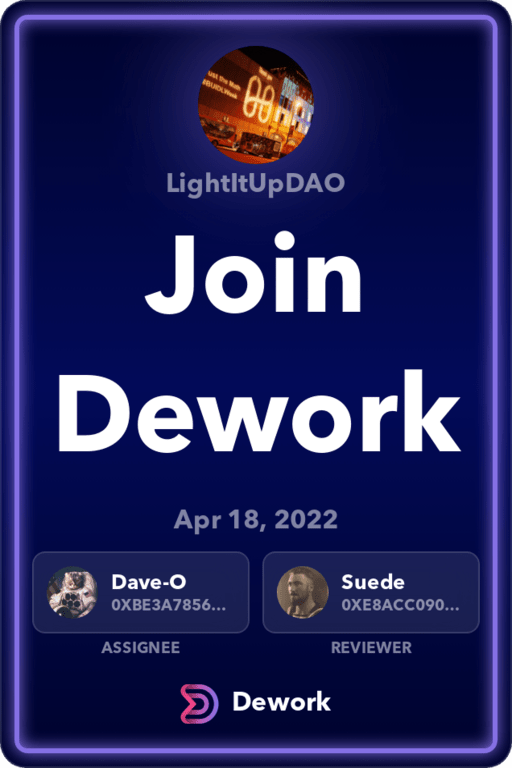 LightItUpDAO
Join
Dework
Apr 18, 2022
Dave-O
0XBE3A7856...
ASSIGNEE
Suede
0XE8ACC090...
REVIEWER
Dework